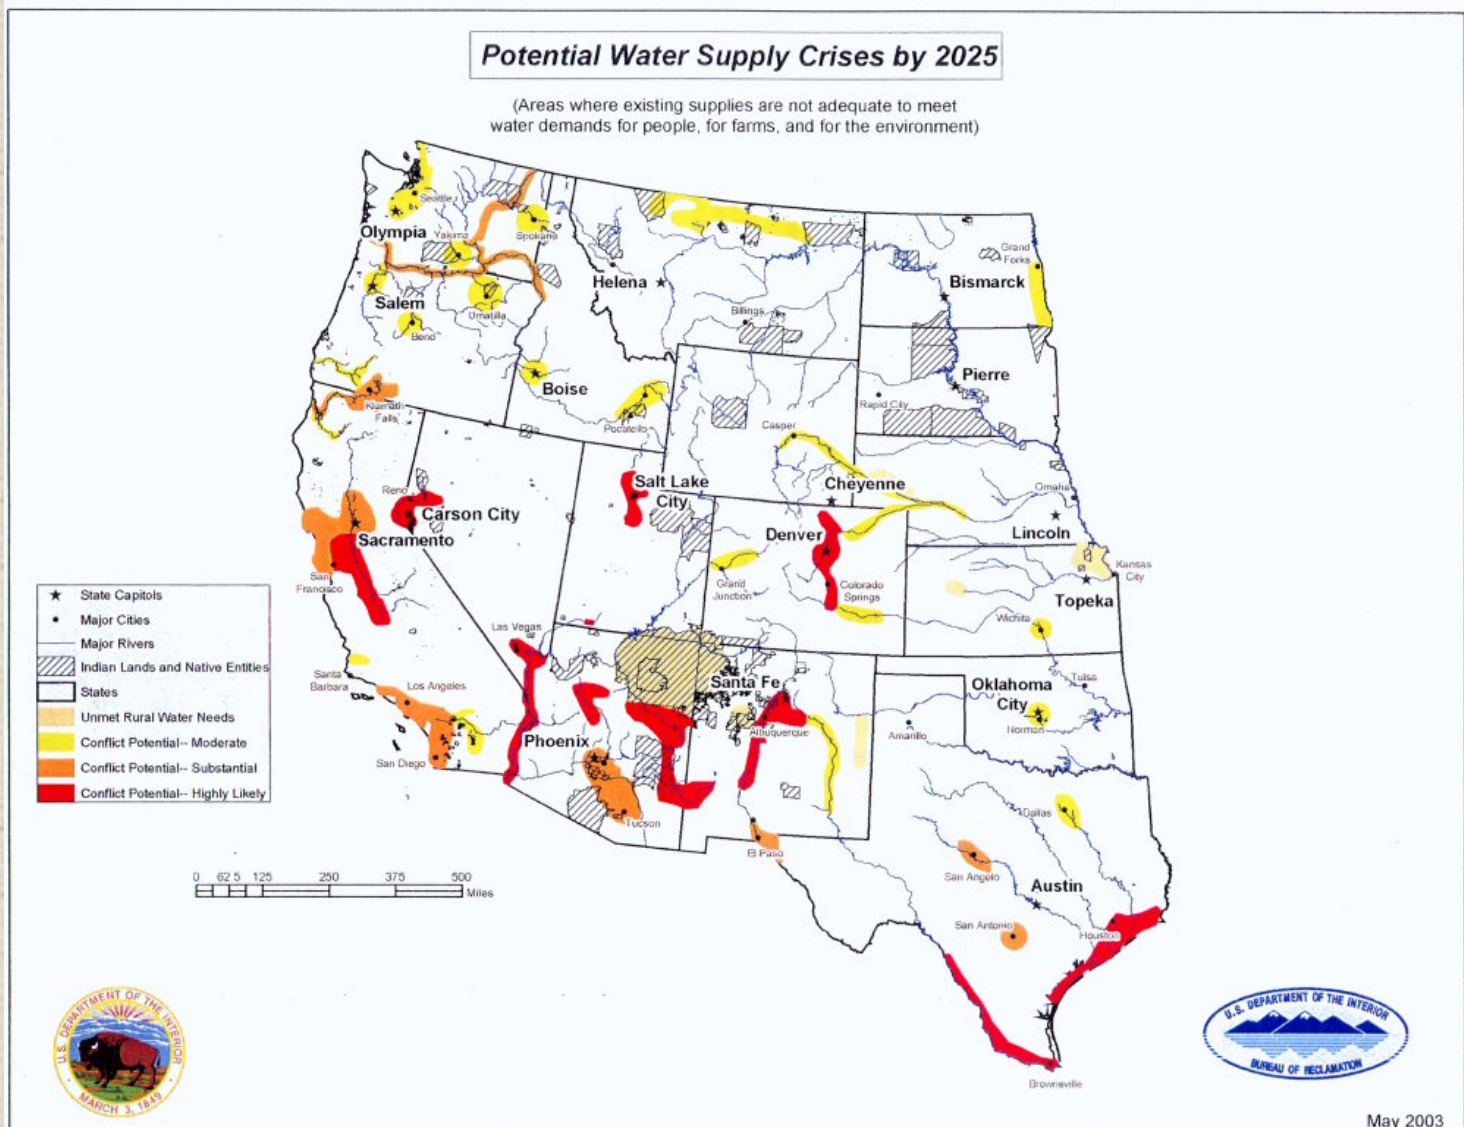 Potential Water Supply Crises by 2025
(Areas where existing supplies are not adequate to meet
water demands for people, for farms, and for the environment)
Seattle
Olympia
Yakima
Spokane
Salem
Umatilla
Bend
Helena
Billings
Grand
Forks
Bismarck
Pierre
Rapid City
Boise
Pocatello
Klamath
Falls
Casper
Cheyenne
Omaha
Lincoln
Salt Lake
City
Reno
Carson City
Sacramento
San
Francisco
Denver
Grand
Junction
Colorado
Springs
Kansas
City
Topeka
Wichita
Las Vegas
Santa
Barbara
Los Angeles
San Diego
Phoenix
Tucson
Santa Fe
Albuquerque
Amarillo
Oklahoma
City
Tulsa
Norman
El Paso
Dallas
San Angelo
Austin
San Antonio
Houston
Brownsville
State Capitols
Major Cities
Major Rivers
Indian Lands and Native Entities
States
Unmet Rural Water Needs
Conflict Potential-- Moderate
Conflict Potential-- Substantial
Conflict Potential-- Highly Likely
0 62.5 125 250 375 500
Miles
U.S. DEPARTMENT OF THE INTERIOR
MARCH 3, 1849
U.S. DEPARTMENT OF THE INTERIOR
BUREAU OF RECLAMATION
May 2003